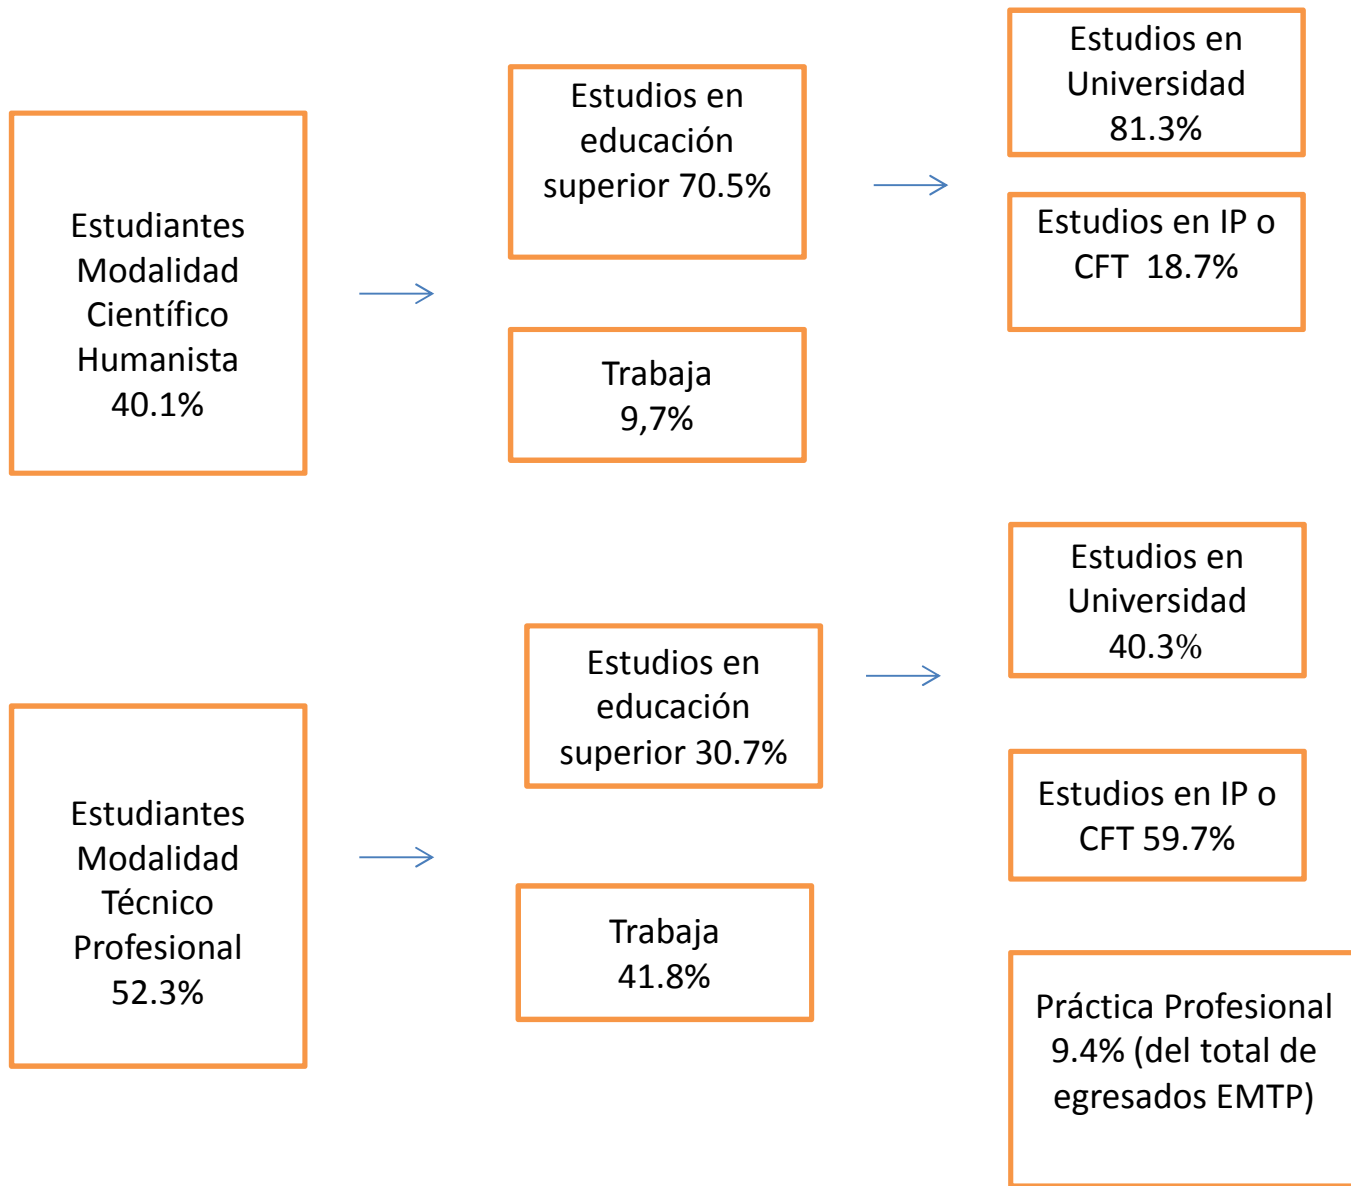 Estudiantes
Modalidad
Científico
Humanista
40.1%
Estudios en
educación
superior 70.5%
Trabaja
9,7%
Estudios en
Universidad
81.3%
Estudios en IP o
CFT 18.7%
Estudiantes
Modalidad
Técnico
Profesional
52.3%
Estudios en
educación
superior 30.7%
Trabaja
41.8%
Estudios en
Universidad
40.3%
Estudios en IP o
CFT 59.7%
Práctica Profesional
9.4% (del total de
egresados EMTP)